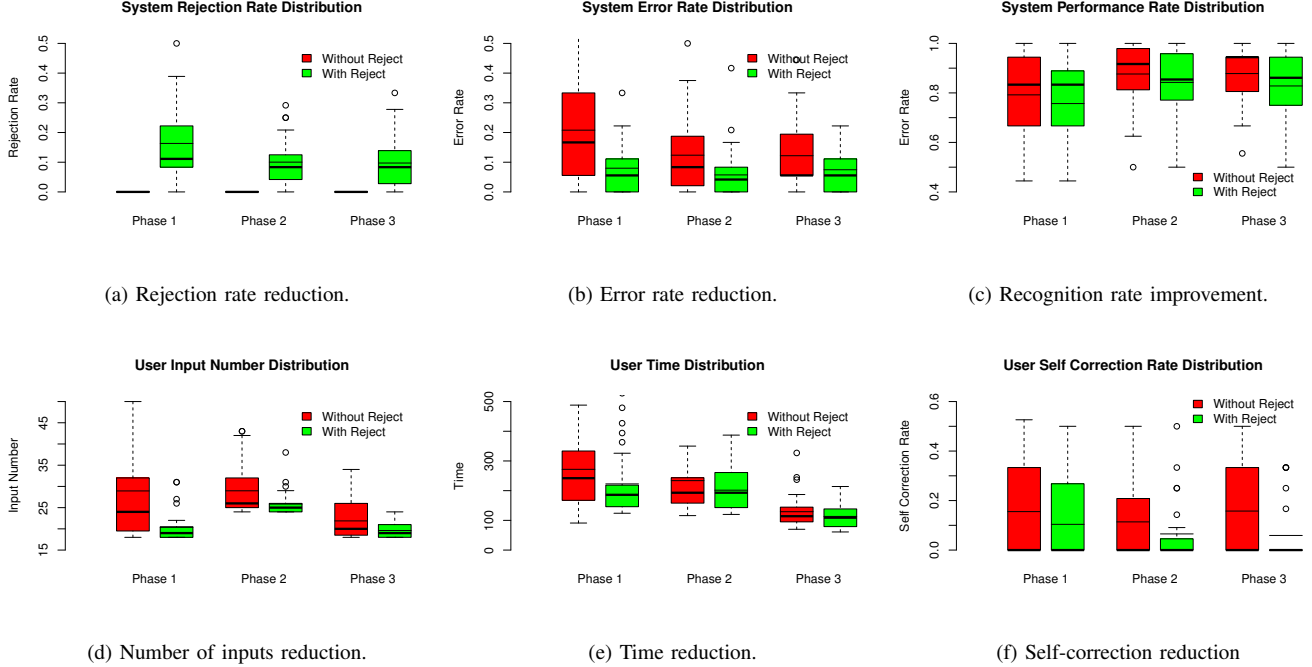 System Rejection Rate Distribution
Rejection Rate
0.0 0.1 0.2 0.3 0.4 0.5
Without Reject
With Reject
Phase 1 Phase 2 Phase 3
(a) Rejection rate reduction.
System Error Rate Distribution
Error Rate
0.0 0.1 0.2 0.3 0.4 0.5
Without Reject
With Reject
Phase 1 Phase 2 Phase 3
(b) Error rate reduction.
System Performance Rate Distribution
Error Rate
0.4 0.6 0.8 1.0
Without Reject
With Reject
Phase 1 Phase 2 Phase 3
(c) Recognition rate improvement.
User Input Number Distribution
Input Number
15 25 35 45
Without Reject
With Reject
Phase 1 Phase 2 Phase 3
(d) Number of inputs reduction.
User Time Distribution
Time
0 100 300 500
Without Reject
With Reject
Phase 1 Phase 2 Phase 3
(e) Time reduction.
User Self Correction Rate Distribution
Self Correction Rate
0.0 0.2 0.4 0.6
Without Reject
With Reject
Phase 1 Phase 2 Phase 3
(f) Self-correction reduction